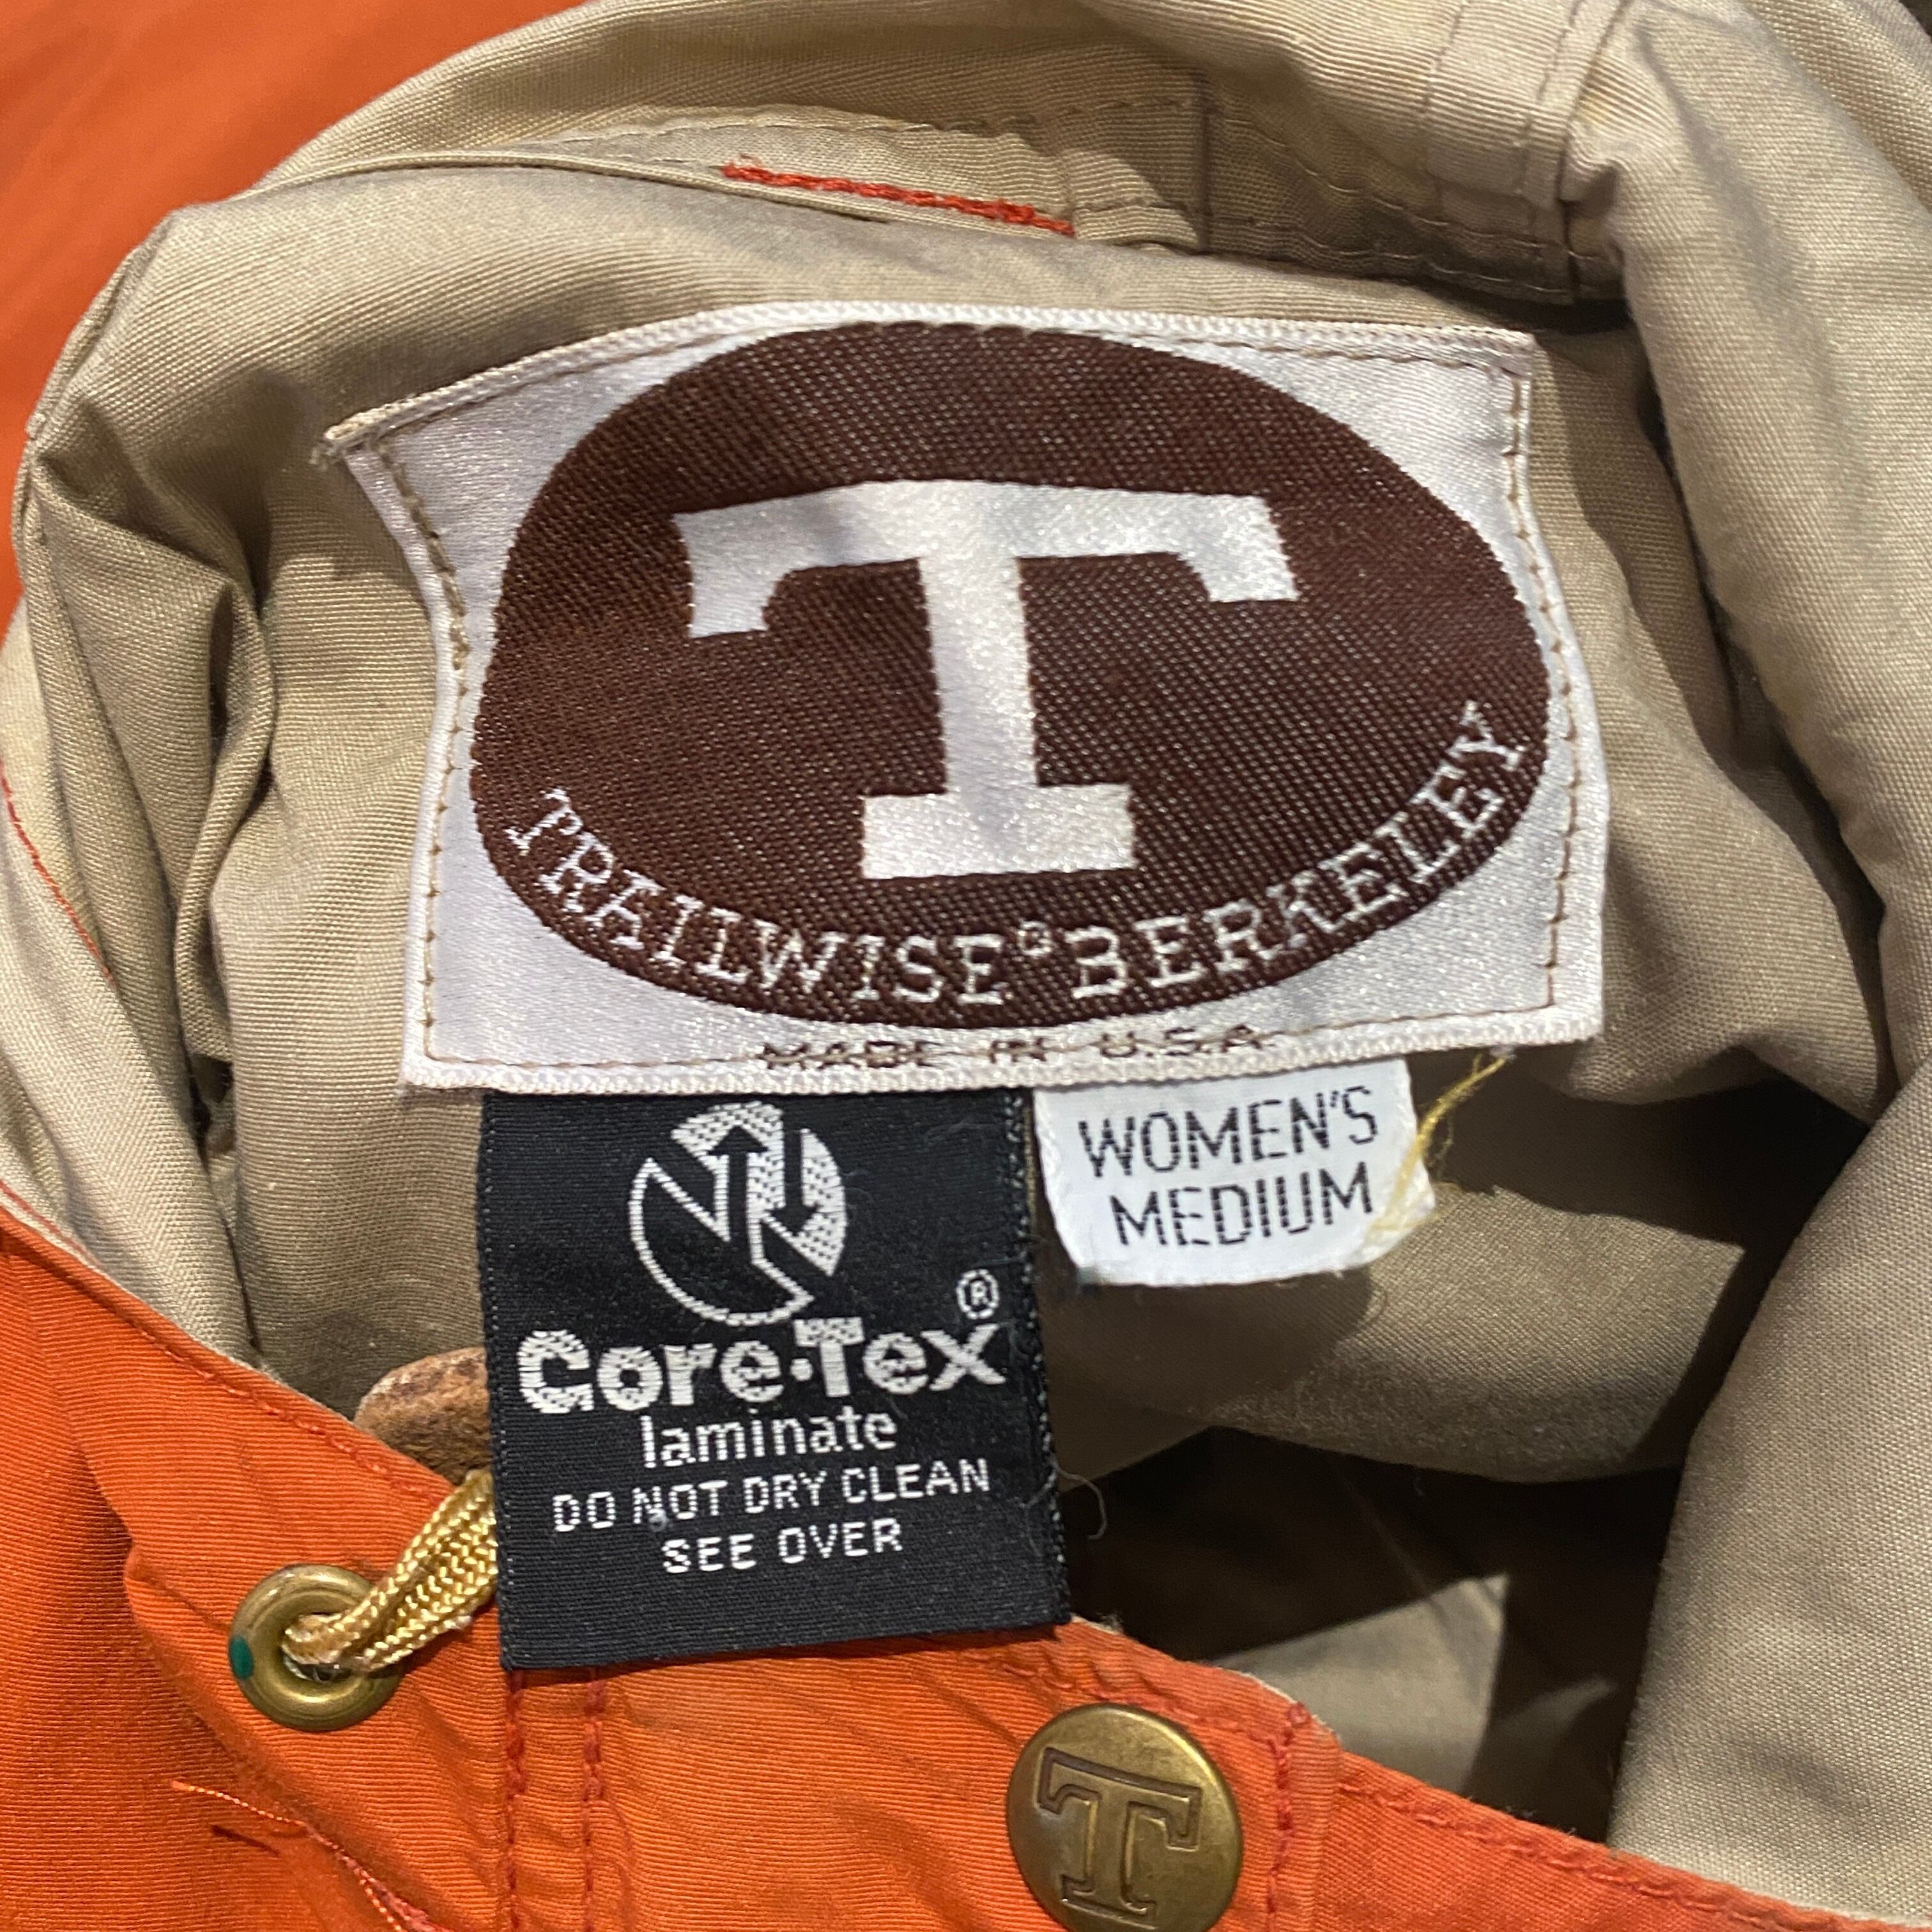 T
TRAILWISE® BERKELEY
MADE IN U.S.A
WOMEN'S
MEDIUM
Gore-Tex®
laminate
DO NOT DRY CLEAN
SEE OVER
T